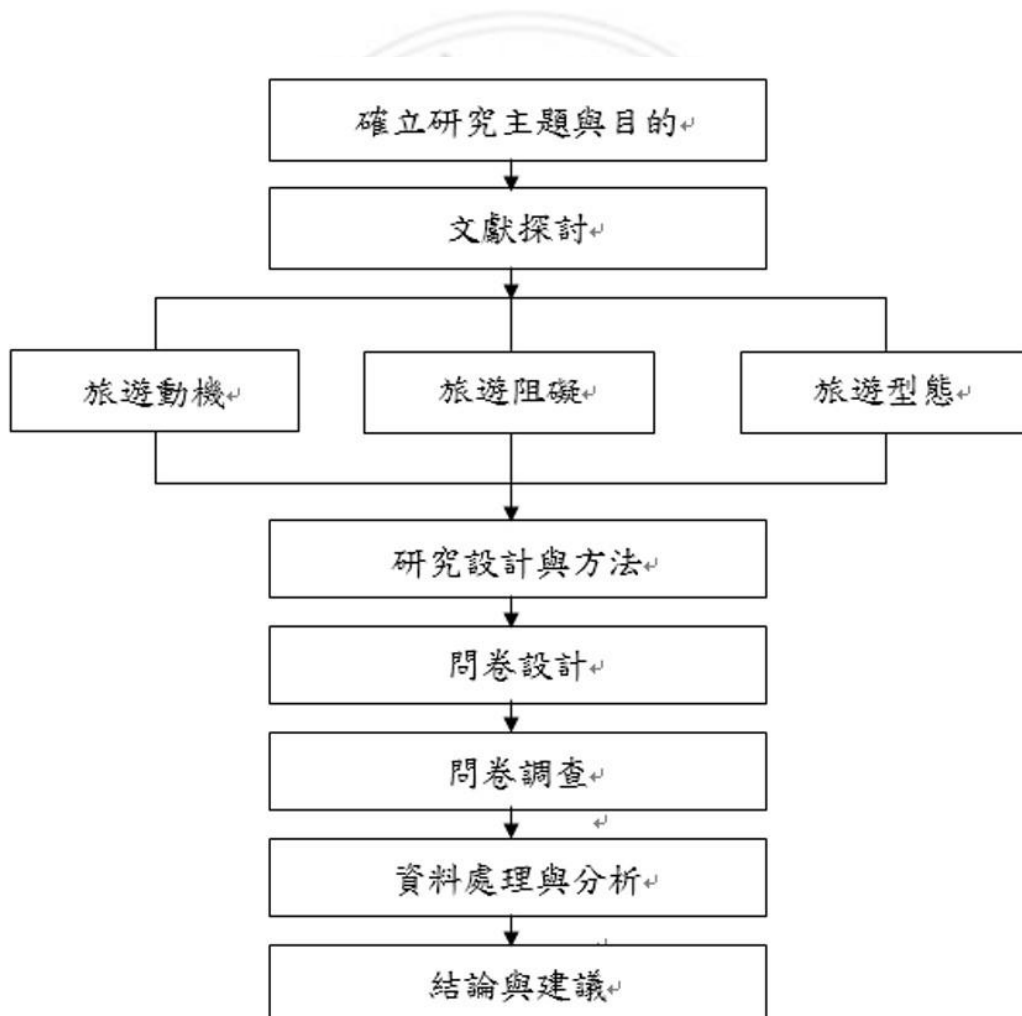 確立研究主題與目的↵
文獻探討↵
旅遊動機↵
旅遊阻礙↵
旅遊型態↵
研究設計與方法↵
問卷設計↵
問卷調查↵
↵
資料處理與分析↵
↵
結論與建議↵